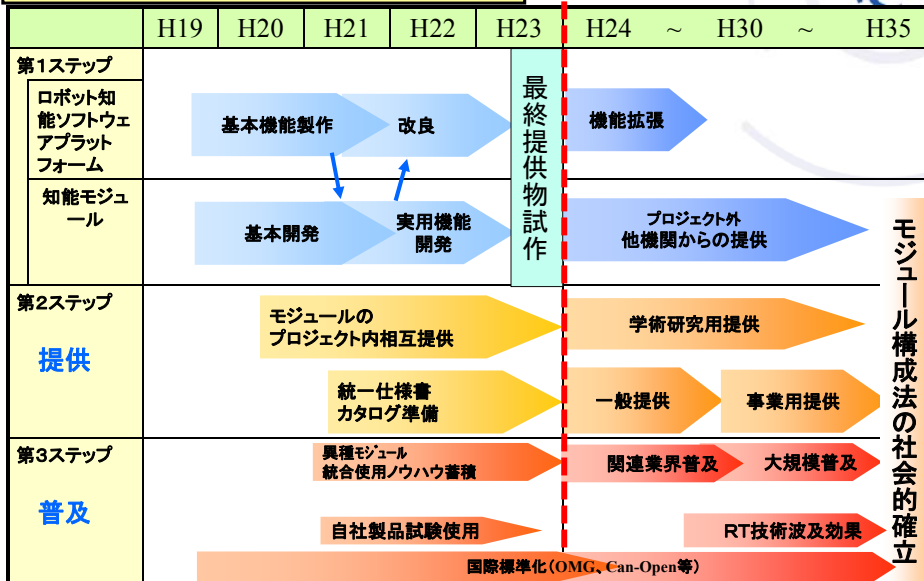 H19 H20 H21 H22 H23 H24 ~ H30 ~ H35
第1ステップ
ロボット知
能ソフトウェ
アプラット
フォーム
基本機能製作
改良
最終提供物試作
機能拡張
知能モジュ
ール
基本開発
実用機能
開発
プロジェクト外
他機関からの提供
第2ステップ
提供
モジュールの
プロジェクト内相互提供
学術研究用提供
統一仕様書
カタログ準備
一般提供
事業用提供
第3ステップ
普及
異種モジュール
統合使用ノウハウ蓄積
関連業界普及
大規模普及
自社製品試験使用
RT技術波及効果
国際標準化(OMG、Can-Open等)
モジュール構成法の社会的確立